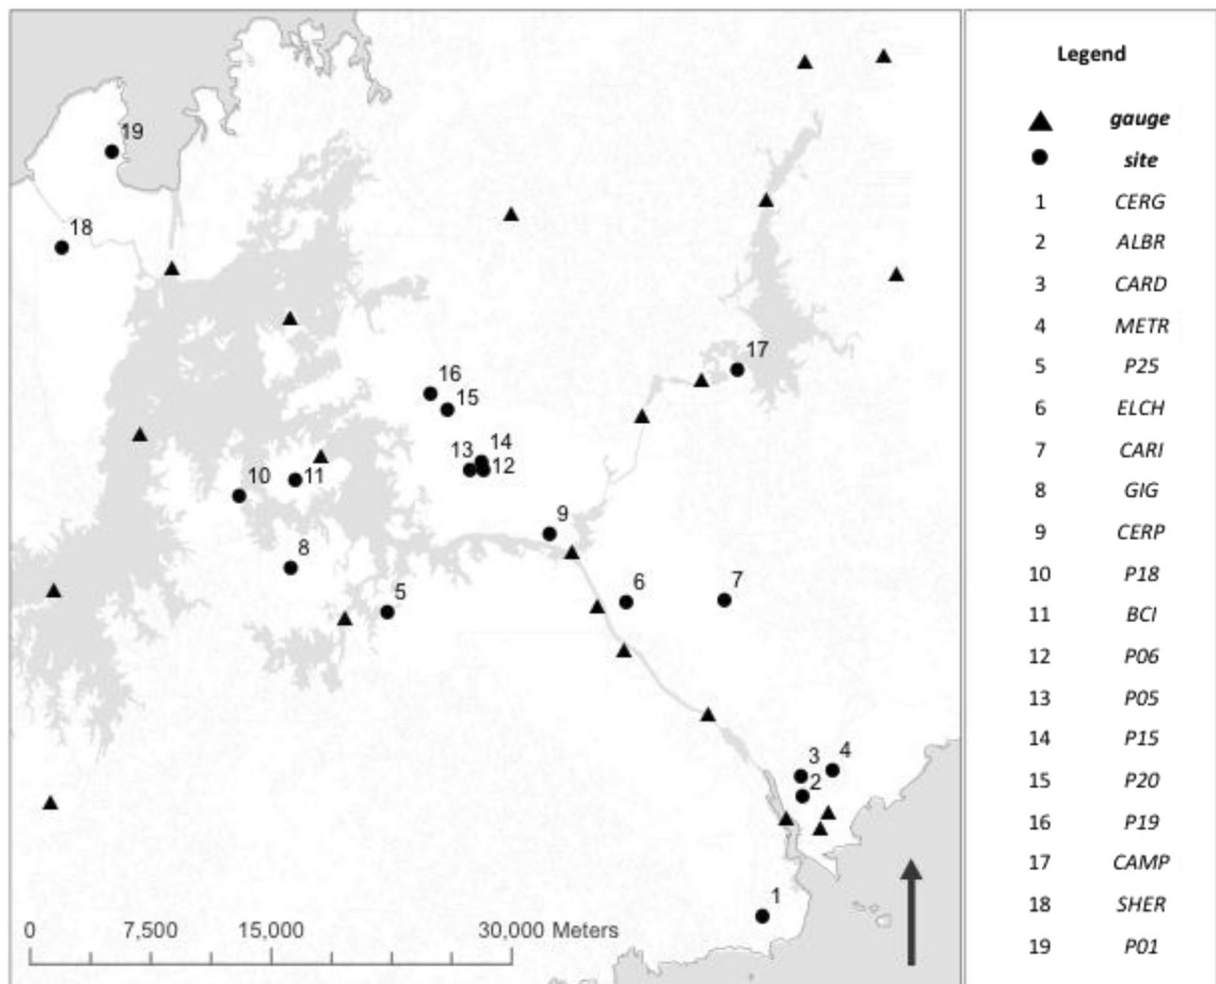 19
18
17
16
15
14
13
12
10
11
9
8
7
6
5
4
3
2
1
0 7,500 15,000 30,000 Meters
Legend
gauge
site
1 CERG
2 ALBR
3 CARD
4 METR
5 P25
6 ELCH
7 CARI
8 GIG
9 CERP
10 P18
11 BCI
12 P06
13 P05
14 P15
15 P20
16 P19
17 CAMP
18 SHER
19 P01